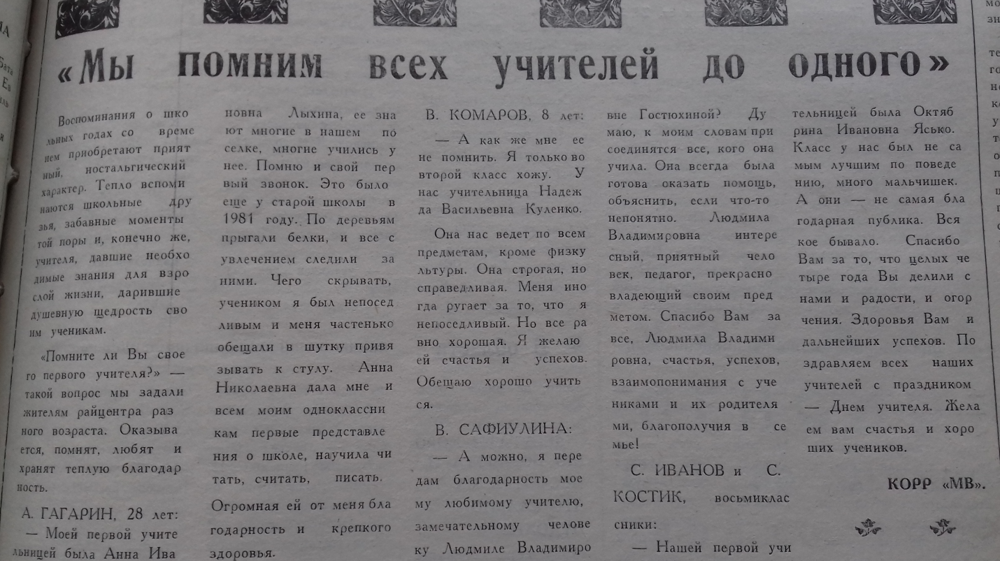 «Мы помним всех учителей до одного»
Воспоминания о шко
льных годах со време
нем приобретают прият
ный, ностальгический
характер. Тепло вспоми
наются школьные дру
зья, забавные моменты
той поры и, конечно же,
учителя, давшие необхо
димые знания для взро
слой жизни, дарившие
душевную щедрость сво
им ученикам.
«Помните ли Вы свое
го первого учителя?» —
такой вопрос мы задали
жителям райцентра раз
ного возраста. Оказыва
ется, помнят, любят и
хранят теплую благодар
ность.
А. ГАГАРИН, 28 лет:
— Моей первой учите
льницей была Анна Ива
новна Лыхина, ее зна
ют многие в нашем по
селке, многие учились у
нее. Помню и свой пер
вый звонок. Это было
еще у старой школы в
1981 году. По деревьям
прыгали белки, и все с
увлечением следили за
ними. Чего скрывать,
учеником я был непосед
ливым и меня частенько
обещали в шутку привя
зывать к стулу. Анна
Николаевна дала мне и
всем моим одноклассни
кам первые представле
ния о школе, научила чи
тать, считать, писать.
Огромная ей от меня бла
годарность и крепкого
здоровья.
В. КОМАРОВ, 8 лет:
— А как же мне ее
не помнить. Я только во
второй класс хожу. У
нас учительница Надеж
да Васильевна Куленко.
Она нас ведет по всем
предметам, кроме физку
льтуры. Она строгая, но
справедливая. Меня ино
гда ругает за то, что я
непоседливый. Но все ра
вно хорошая. Я желаю
ей счастья и успехов.
Обещаю хорошо учить
ся.
В. САФИУЛИНА:
— А можно, я пере
дам благодарность мое
му любимому учителю,
замечательному челове
ку Людмиле Владимиро
вне Гостюхиной? Ду
маю, к моим словам при
соединятся все, кого она
учила. Она всегда была
готова оказать помощь,
объяснить, если что-то
непонятно. Людмила
Владимировна интере
сный, приятный чело
век, педагог, прекрасно
владеющий своим пред
метом. Спасибо Вам за
все, Людмила Владими
ровна, счастья, успехов,
взаимопонимания с уче
никами и их родителя
ми, благополучия в се
мье!
С. ИВАНОВ и С.
КОСТИК, восьмиклас
сники:
— Нашей первой учи
тельницей была Октяб
рина Ивановна Ясько.
Класс у нас был не са
мым лучшим по поведе
нию, много мальчишек.
А они — не самая бла
годарная публика. Вся
кое бывало. Спасибо
Вам за то, что целых че
тыре года Вы делили с
нами и радости, и огор
чения. Здоровья Вам и
дальнейших успехов. По
здравляем всех наших
учителей с праздником
— Днем учителя. Жела
ем вам счастья и хоро
ших учеников.
КОРР «МВ».